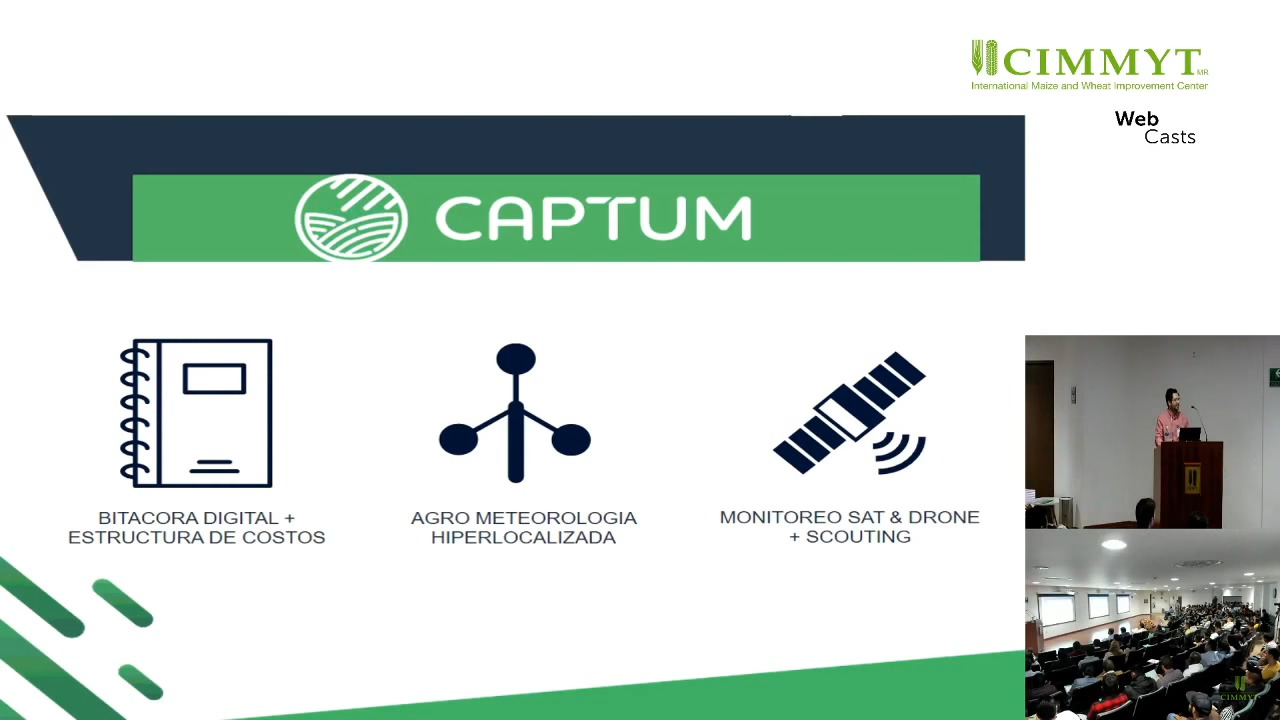 CIMMYT MR
International Maize and Wheat Improvement Center
Web
Casts
CAPTUM
BITACORA DIGITAL +
ESTRUCTURA DE COSTOS
AGRO METEOROLOGIA
HIPERLOCALIZADA
MONITOREO SAT & DRONE
+ SCOUTING
CIMMYT